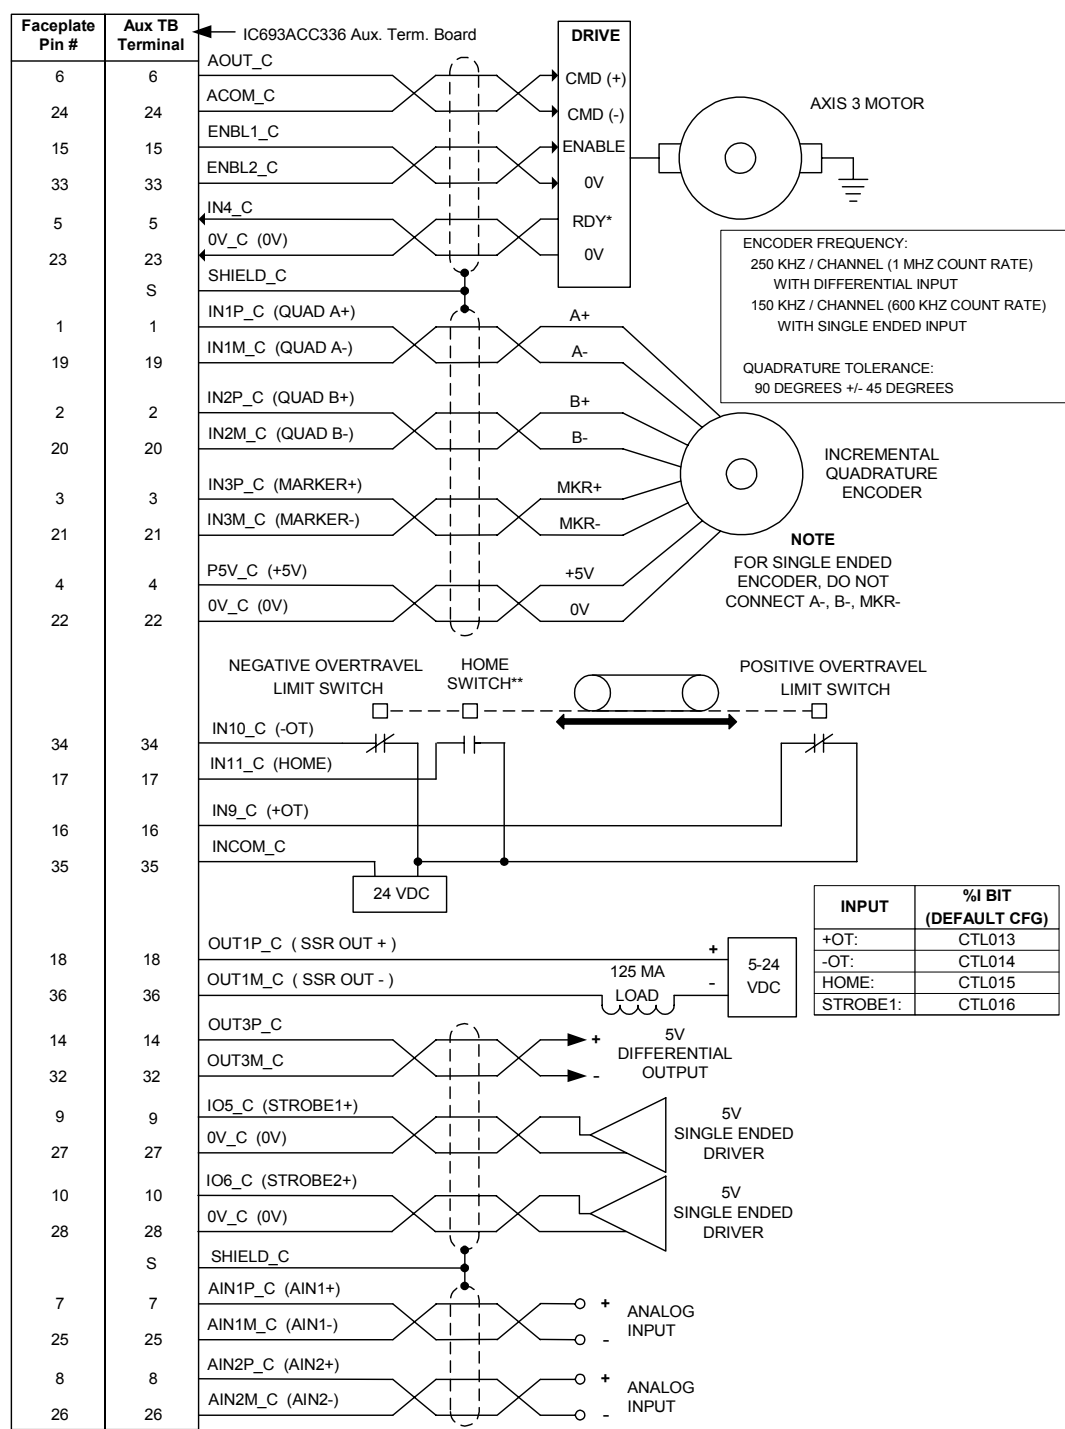 Faceplate Pin #
Aux TB Terminal
IC693ACC336 Aux. Term. Board
DRIVE
6 6 AOUT_C CMD (+)
24 24 ACOM_C CMD (-)
AXIS 3 MOTOR
15 15 ENBL1_C ENABLE
33 33 ENBL2_C 0V
5 5 IN4_C RDY*
23 23 0V_C (0V) 0V
S SHIELD_C
ENCODER FREQUENCY:
250 KHZ / CHANNEL (1 MHZ COUNT RATE)
WITH DIFFERENTIAL INPUT
150 KHZ / CHANNEL (600 KHZ COUNT RATE)
WITH SINGLE ENDED INPUT
QUADRATURE TOLERANCE:
90 DEGREES +/- 45 DEGREES
1 1 IN1P_C (QUAD A+) A+
19 19 IN1M_C (QUAD A-) A-
2 2 IN2P_C (QUAD B+) B+
20 20 IN2M_C (QUAD B-) B-
INCREMENTAL
QUADRATURE
ENCODER
3 3 IN3P_C (MARKER+) MKR+
21 21 IN3M_C (MARKER-) MKR-
NOTE
FOR SINGLE ENDED
ENCODER, DO NOT
CONNECT A-, B-, MKR-
4 4 P5V_C (+5V) +5V
22 22 0V_C (0V) 0V
NEGATIVE OVERTRAVEL
LIMIT SWITCH
HOME
SWITCH**
POSITIVE OVERTRAVEL
LIMIT SWITCH
34 34 IN10_C (-OT)
17 17 IN11_C (HOME)
16 16 IN9_C (+OT)
35 35 INCOM_C
24 VDC
INPUT %I BIT (DEFAULT CFG)
+OT: CTL013
-OT: CTL014
HOME: CTL015
STROBE1: CTL016
18 18 OUT1P_C ( SSR OUT + ) +
36 36 OUT1M_C ( SSR OUT - ) -
125 MA
LOAD
5-24
VDC
14 14 OUT3P_C +
32 32 OUT3M_C -
5V
DIFFERENTIAL
OUTPUT
9 9 IO5_C (STROBE1+)
27 27 0V_C (0V)
5V
SINGLE ENDED
DRIVER
10 10 IO6_C (STROBE2+)
28 28 0V_C (0V)
5V
SINGLE ENDED
DRIVER
S SHIELD_C
7 7 AIN1P_C (AIN1+) +
25 25 AIN1M_C (AIN1-) -
ANALOG
INPUT
8 8 AIN2P_C (AIN2+) +
26 26 AIN2M_C (AIN2-) -
ANALOG
INPUT